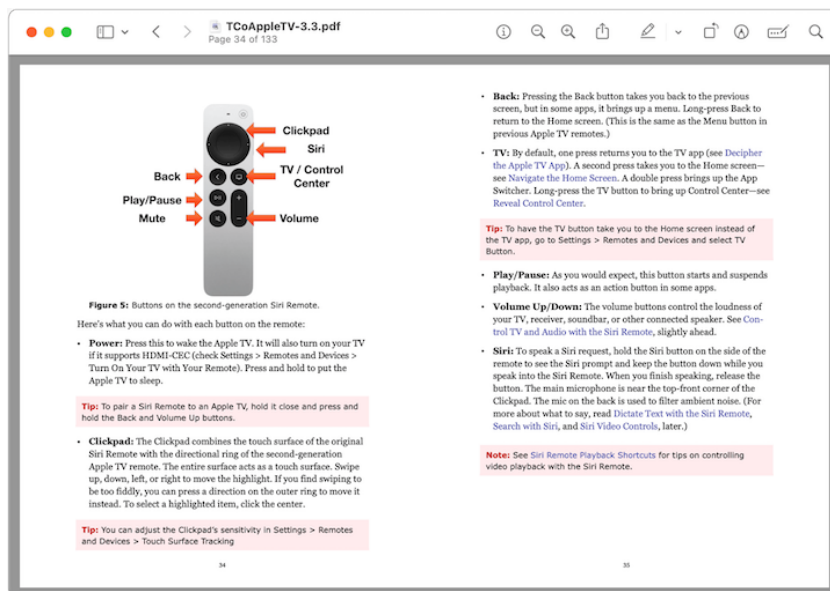 TCoAppleTV-3.3.pdf
Page 34 of 133
Clickpad
Siri
Back
TV / Control
Center
Play/Pause
Mute
Volume
Figure 5: Buttons on the second-generation Siri Remote.
Here's what you can do with each button on the remote:
• Power: Press this to wake the Apple TV. It will also turn on your TV
if it supports HDMI-CEC (check Settings > Remotes and Devices >
Turn On Your TV with Your Remote). Press and hold to put the
Apple TV to sleep.
Tip: To pair a Siri Remote to an Apple TV, hold it close and press and
hold the Back and Volume Up buttons.
• Clickpad: The Clickpad combines the touch surface of the original
Siri Remote with the directional ring of the second-generation
Apple TV remote. The entire surface acts as a touch surface. Swipe
up, down, left, or right to move the highlight. If you find swiping to
be too fiddly, you can press a direction on the outer ring to move it
instead. To select a highlighted item, click the center.
Tip: You can adjust the Clickpad's sensitivity in Settings > Remotes
and Devices > Touch Surface Tracking
34
• Back: Pressing the Back button takes you back to the previous
screen, but in some apps, it brings up a menu. Long-press Back to
return to the Home screen. (This is the same as the Menu button in
previous Apple TV remotes.)
• TV: By default, one press returns you to the TV app (see Decipher
the Apple TV App). A second press takes you to the Home screen—
see Navigate the Home Screen. A double press brings up the App
Switcher. Long-press the TV button to bring up Control Center—see
Reveal Control Center.
Tip: To have the TV button take you to the Home screen instead of
the TV app, go to Settings > Remotes and Devices and select TV
Button.
• Play/Pause: As you would expect, this button starts and suspends
playback. It also acts as an action button in some apps.
• Volume Up/Down: The volume buttons control the loudness of
your TV, receiver, soundbar, or other connected speaker. See Con-
trol TV and Audio with the Siri Remote, slightly ahead.
• Siri: To speak a Siri request, hold the Siri button on the side of the
remote to see the Siri prompt and keep the button down while you
speak into the Siri Remote. When you finish speaking, release the
button. The main microphone is near the top-front corner of the
Clickpad. The mic on the back is used to filter ambient noise. (For
more about what to say, read Dictate Text with the Siri Remote,
Search with Siri, and Siri Video Controls, later.)
Note: See Siri Remote Playback Shortcuts for tips on controlling
video playback with the Siri Remote.
35